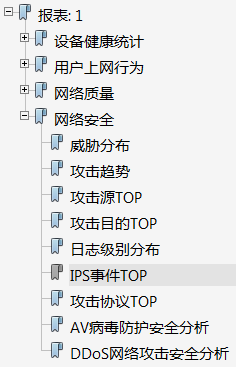 报表: 1
设备健康统计
用户上网行为
网络质量
网络安全
威胁分布
攻击趋势
攻击源TOP
攻击目的TOP
日志级别分布
IPS事件TOP
攻击协议TOP
AV病毒防护安全分析
DDoS网络攻击安全分析